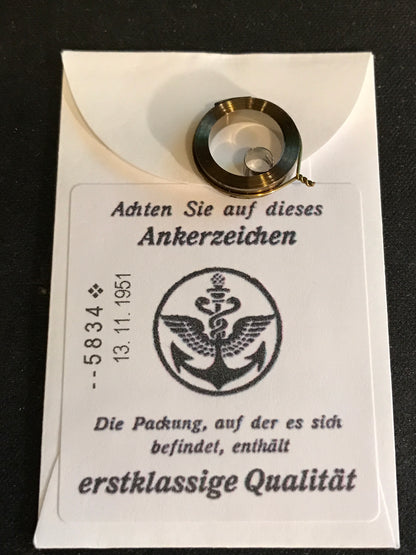 Achten Sie auf dieses
Ankerzeichen
--5834❖
13. 11. 1951
Die Packung, auf der es sich
befindet, enthält
erstklassige Qualität